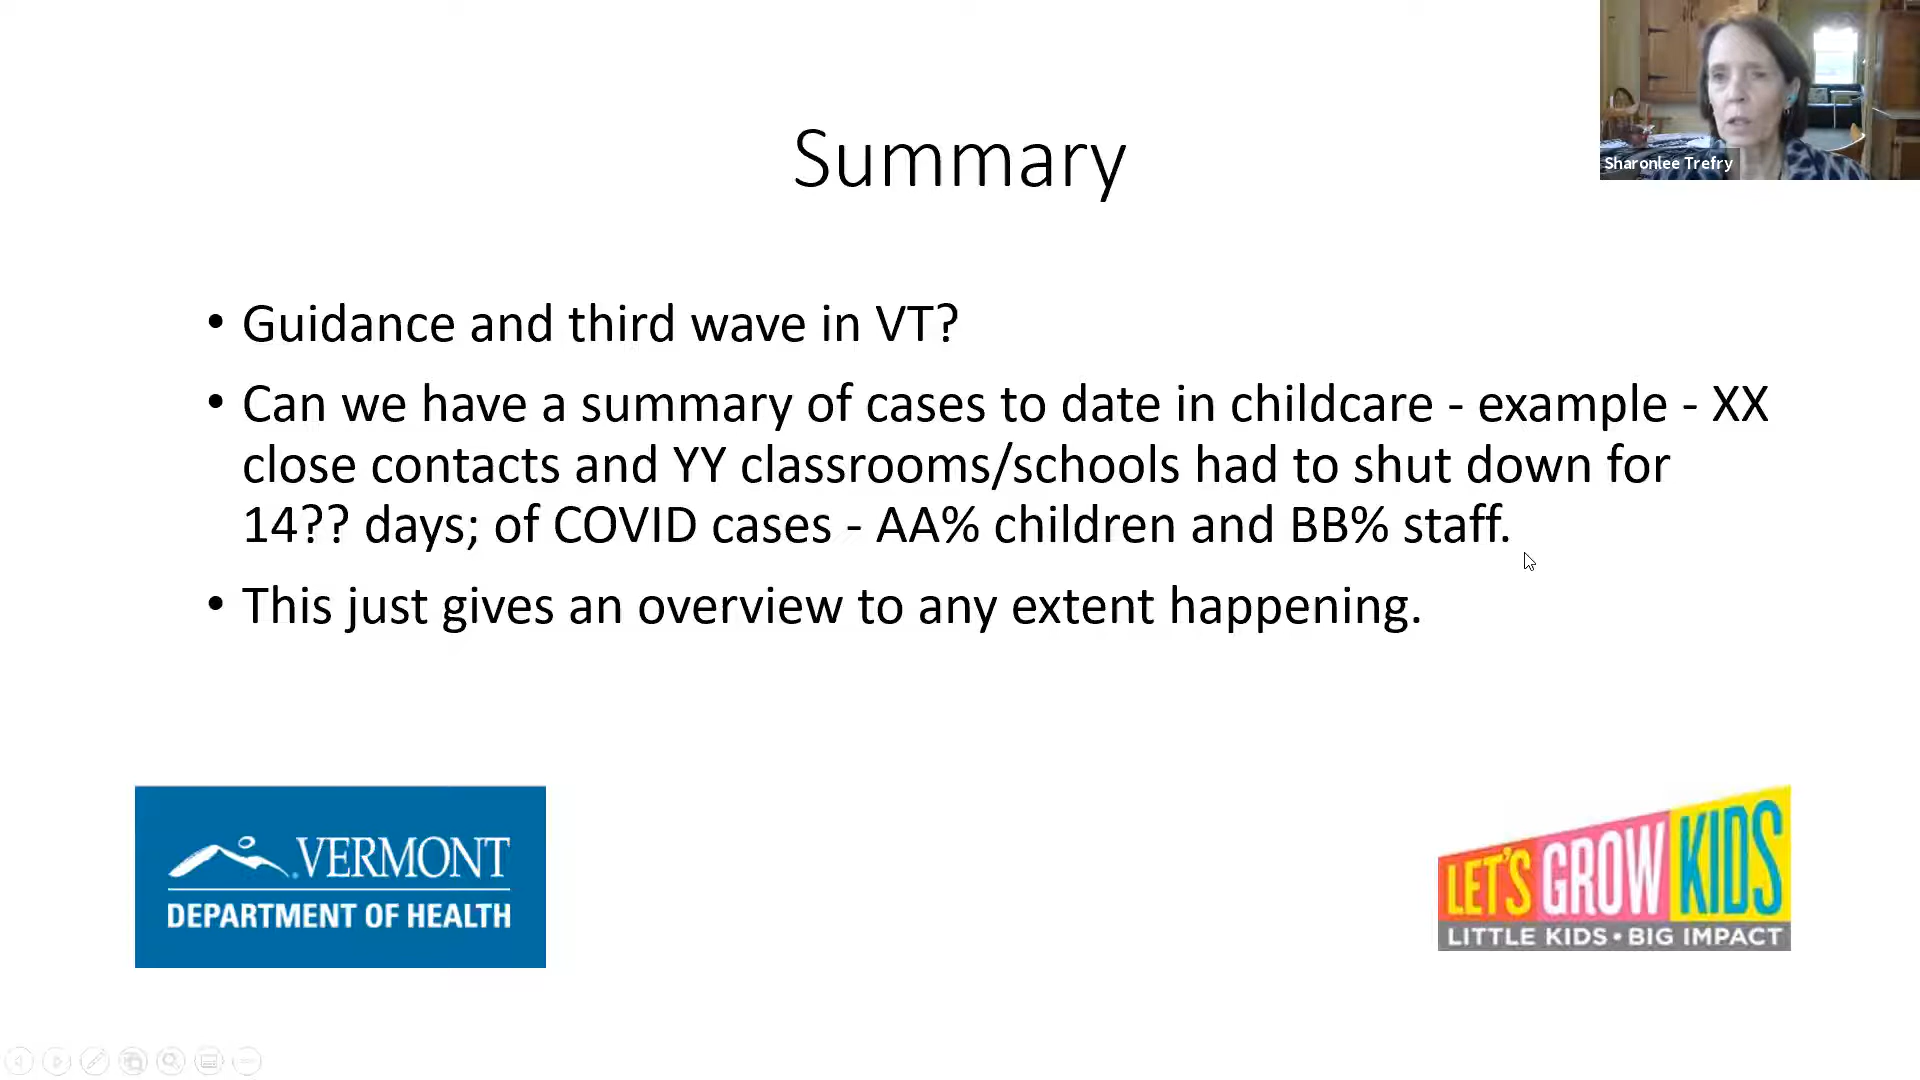 Sharonlee Trefry
Summary
• Guidance and third wave in VT?
• Can we have a summary of cases to date in childcare - example - XX
close contacts and YY classrooms/schools had to shut down for
14?? days; of COVID cases - AA% children and BB% staff.
• This just gives an overview to any extent happening.
VERMONT
DEPARTMENT OF HEALTH
LET'S GROW KIDS
LITTLE KIDS • BIG IMPACT